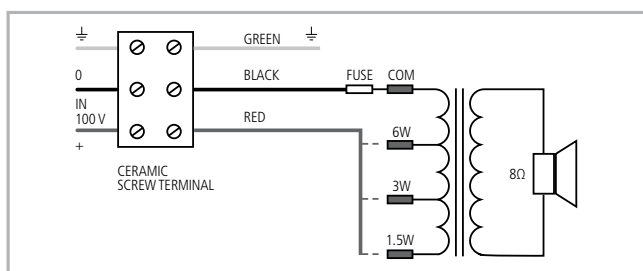 GREEN
0
BLACK
FUSE
COM
IN
100 V
RED
+
6W
3W
1.5W
8Ω
CERAMIC
SCREW TERMINAL